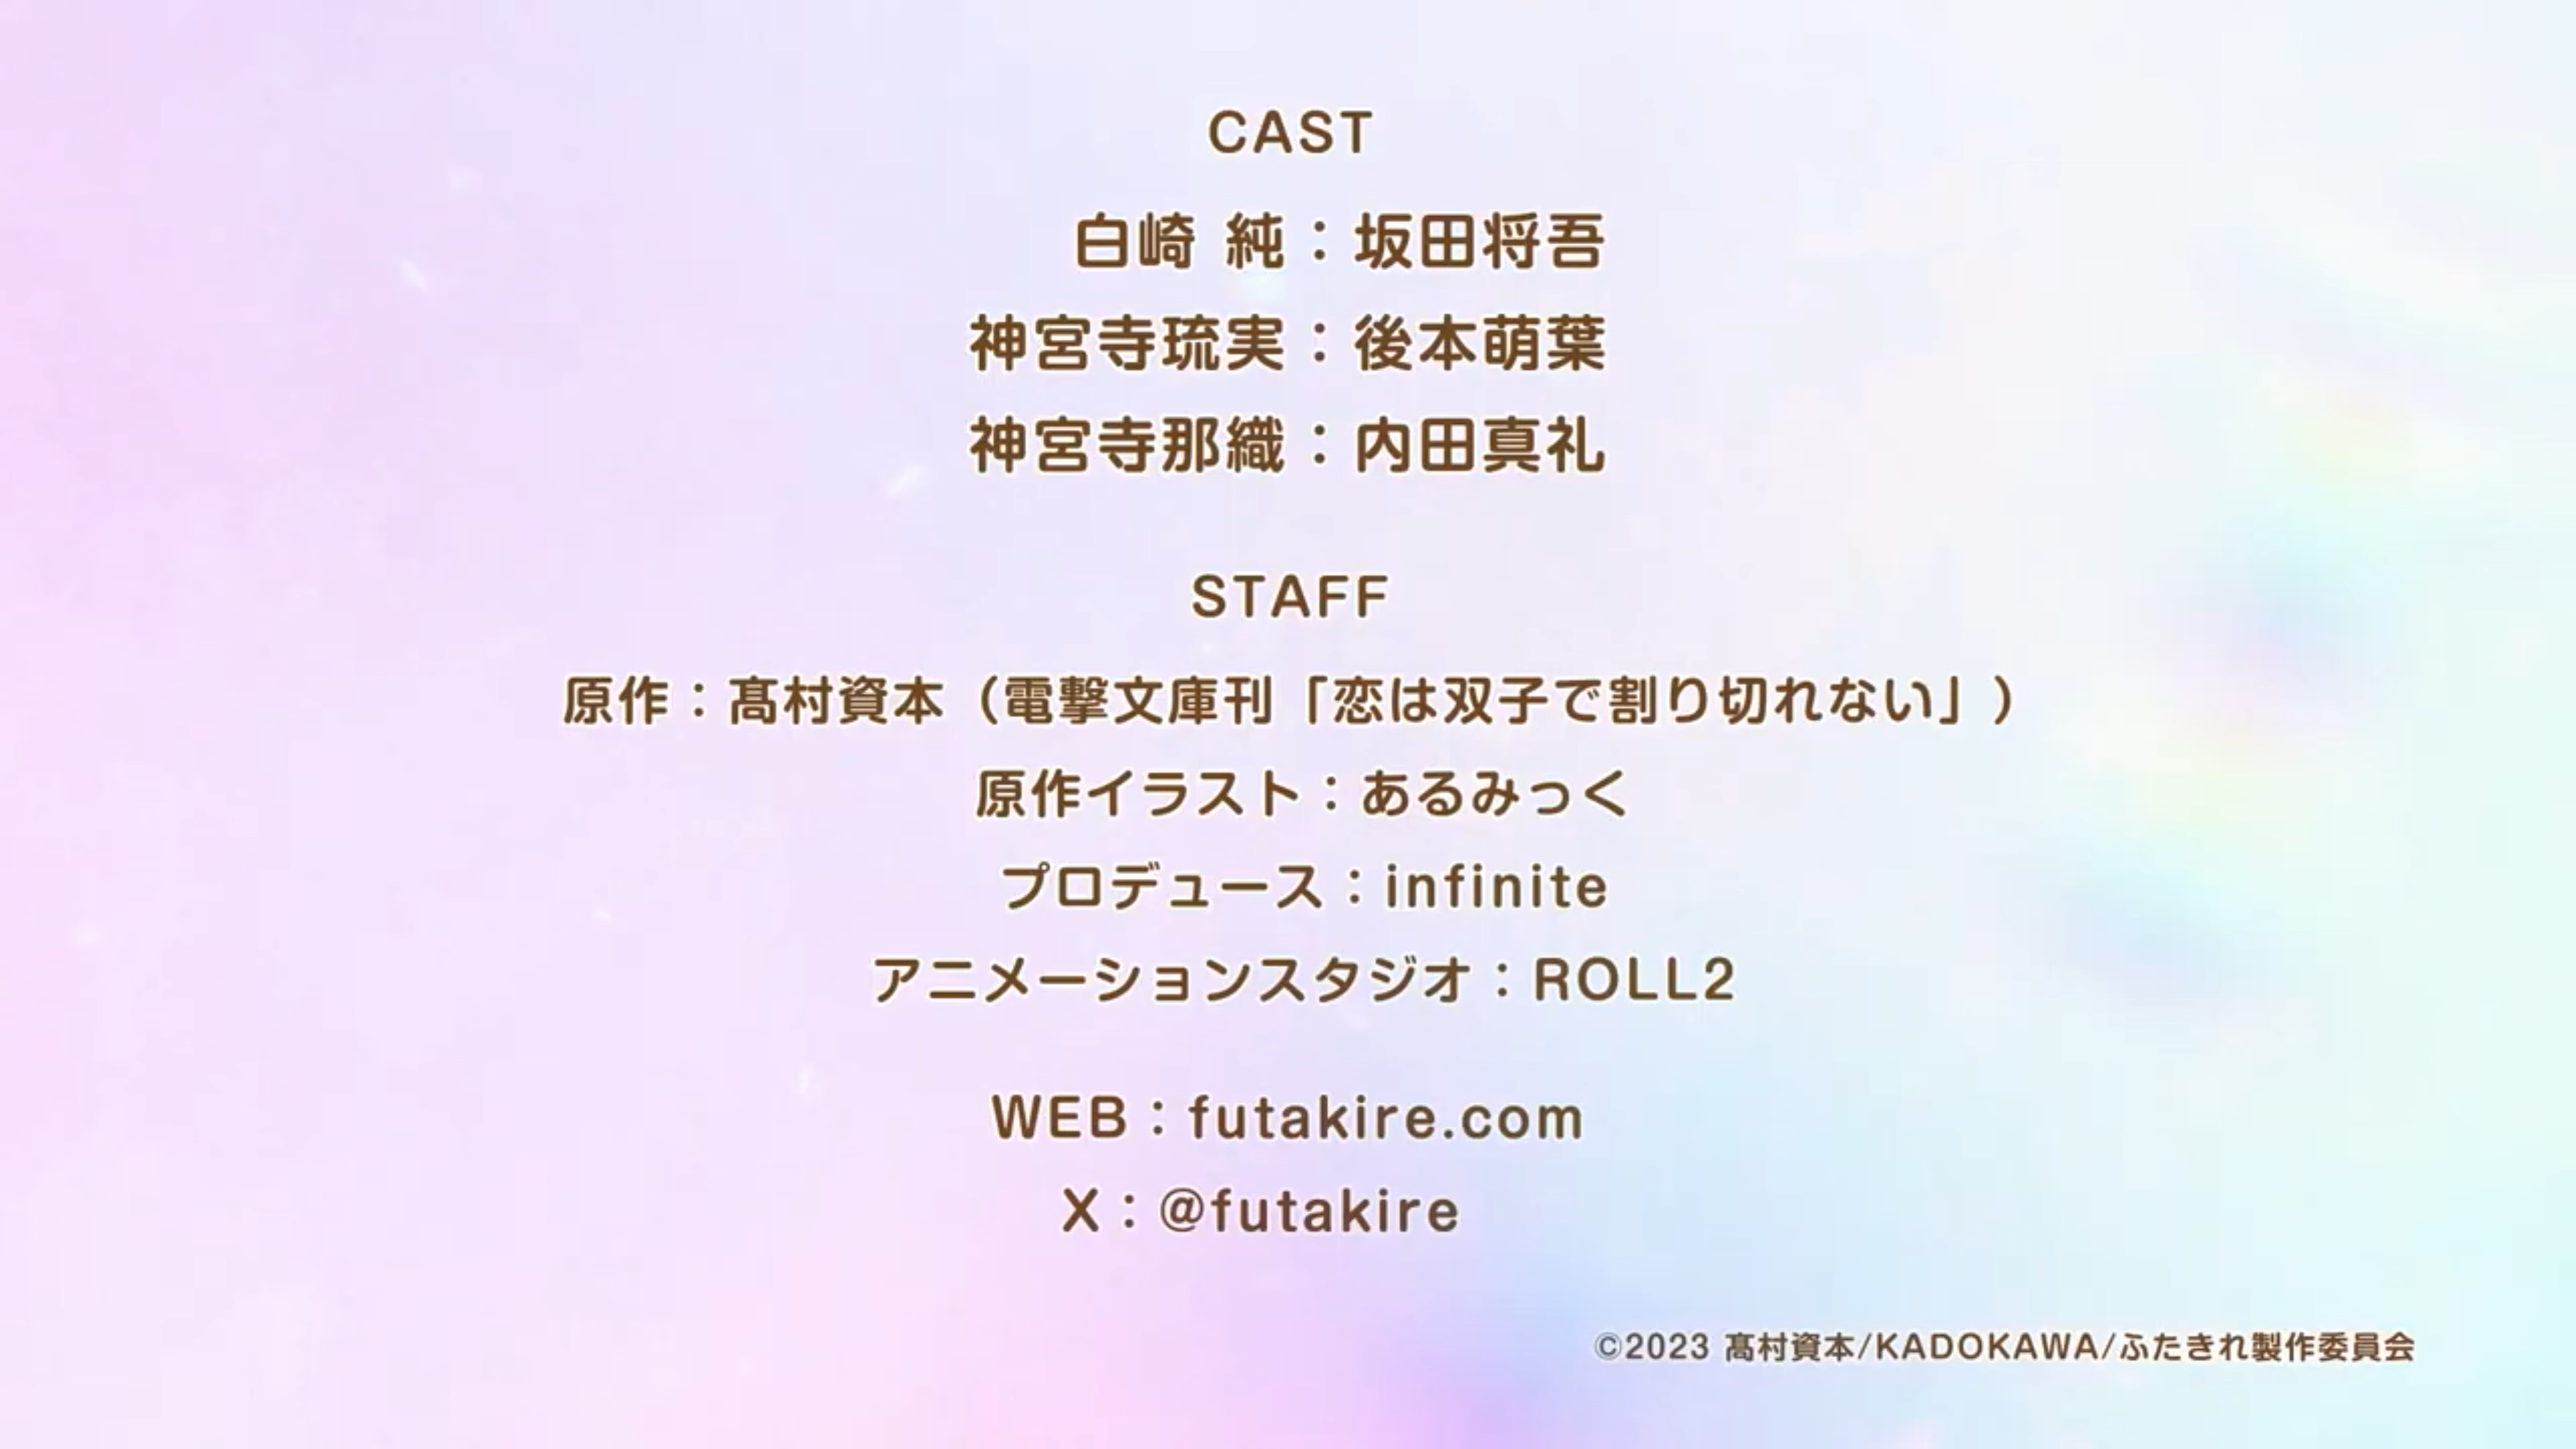 CAST
白崎 純：坂田将吾
神宮寺琉実：後本萌葉
神宮寺那織：内田真礼
STAFF
原作：髙村資本（電撃文庫刊「恋は双子で割り切れない」）
原作イラスト：あるみっく
プロデュース：infinite
アニメーションスタジオ：ROLL2
WEB：futakire.com
X：@futakire
©2023 髙村資本/KADOKAWA/ふたきれ製作委員会